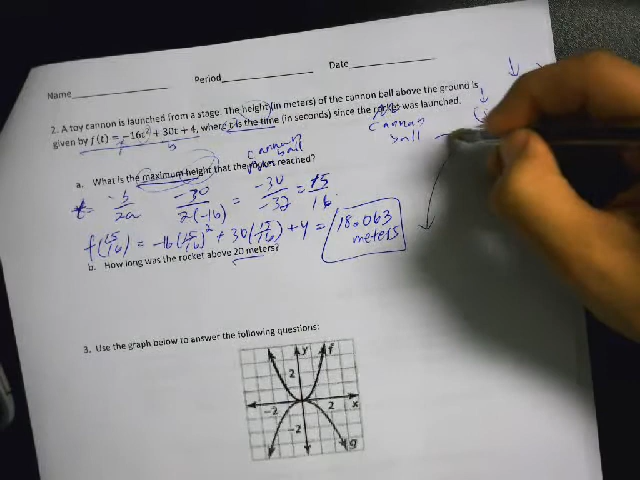 Name Period Date
2. A toy cannon is launched from a stage. The height (in meters) of the cannon ball above the ground is
given by f (t) = −16t² + 30t + 4, where t is the time (in seconds) since the rocket was launched.
cannon
ball
a. What is the maximum height that the rocket reached?
cannon
ball
t = -b/2a -30/2(-16) = -30/-32 = 15/16
f(15/16) = -16(15/16)² + 30(15/16) + 4 = 18.063
meters
b. How long was the rocket above 20 meters?
3. Use the graph below to answer the following questions:
y f
2
-2 2 x
-2
g